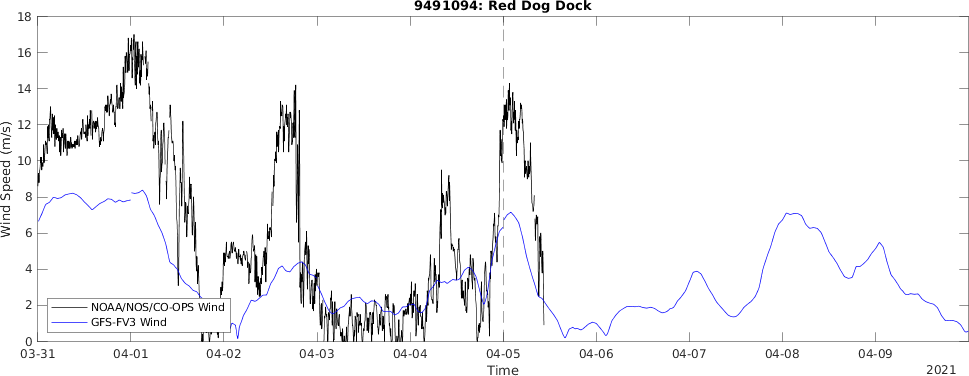 9491094: Red Dog Dock
Wind Speed (m/s)
18
16
14
12
10
8
6
4
2
0
NOAA/NOS/CO-OPS Wind
GFS-FV3 Wind
03-31 04-01 04-02 04-03 04-04 04-05 04-06 04-07 04-08 04-09
Time
2021